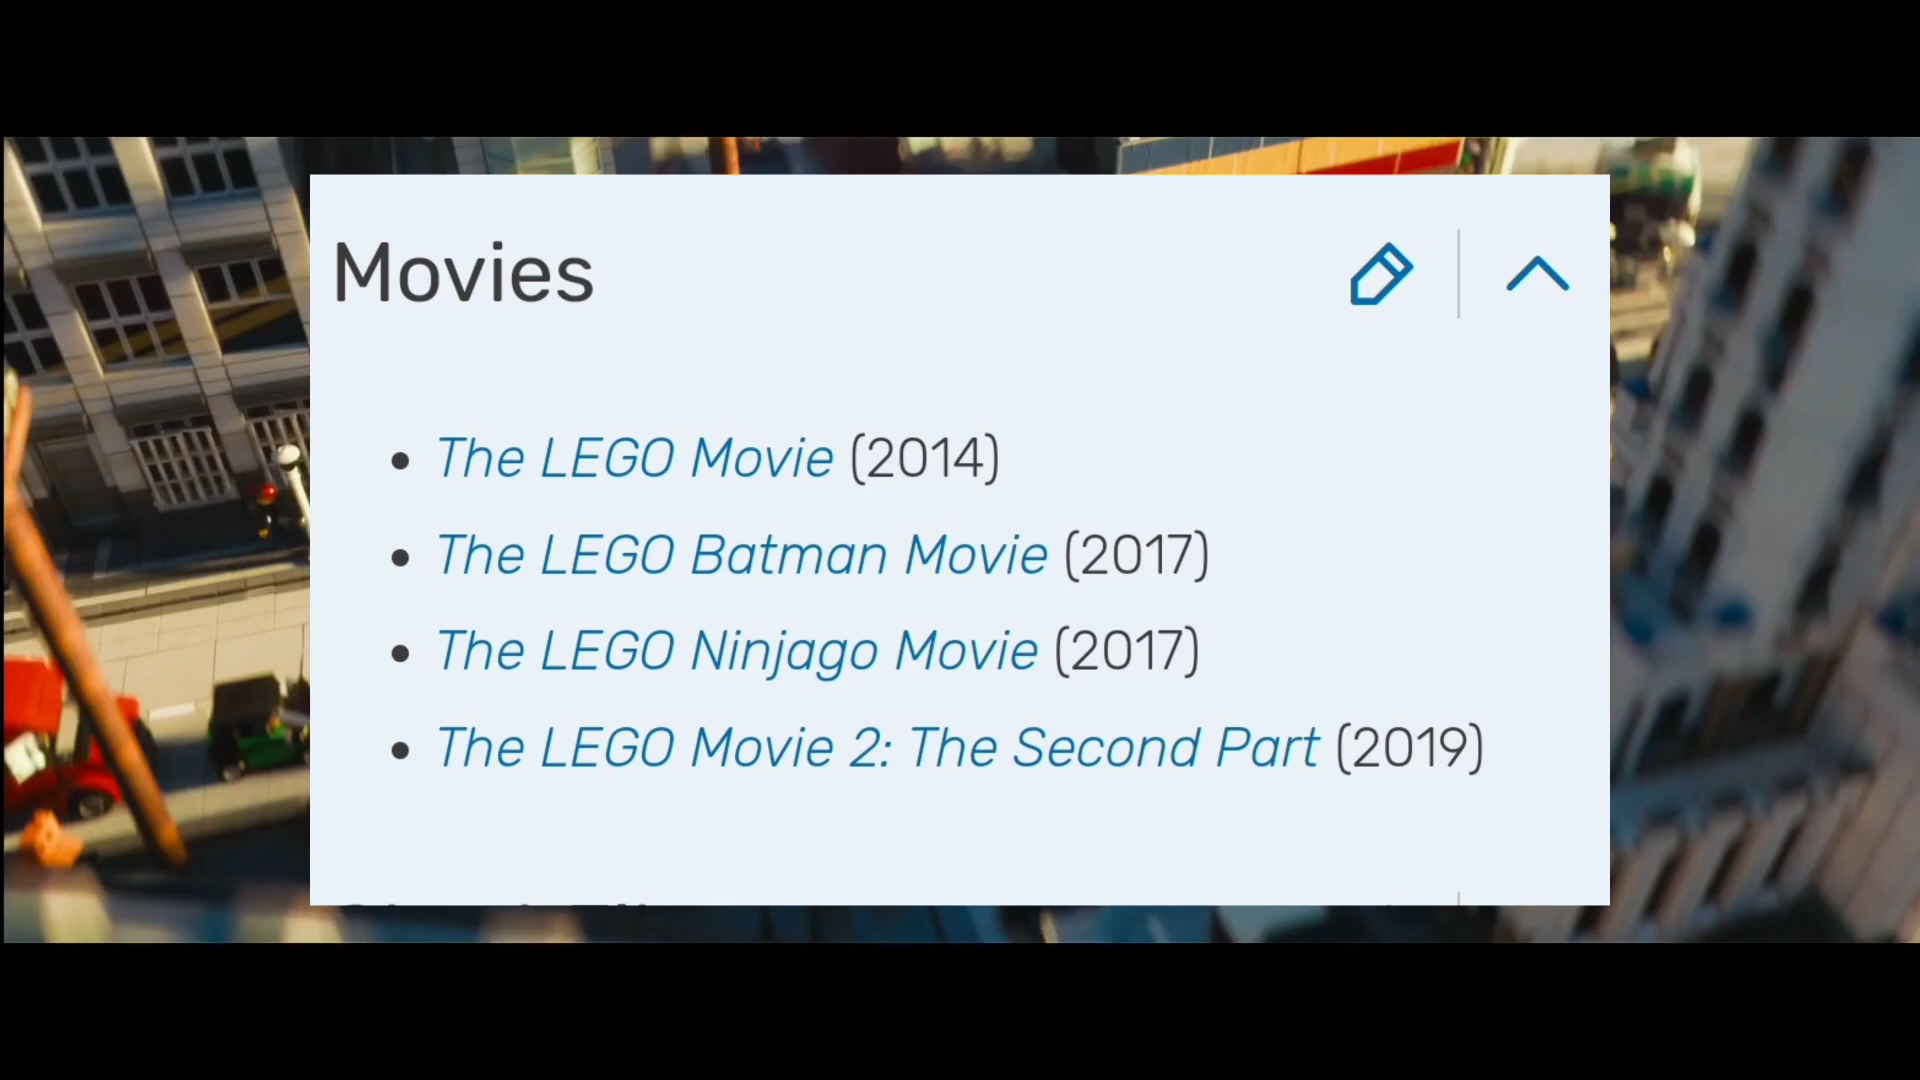 Movies
The LEGO Movie (2014)
The LEGO Batman Movie (2017)
The LEGO Ninjago Movie (2017)
The LEGO Movie 2: The Second Part (2019)